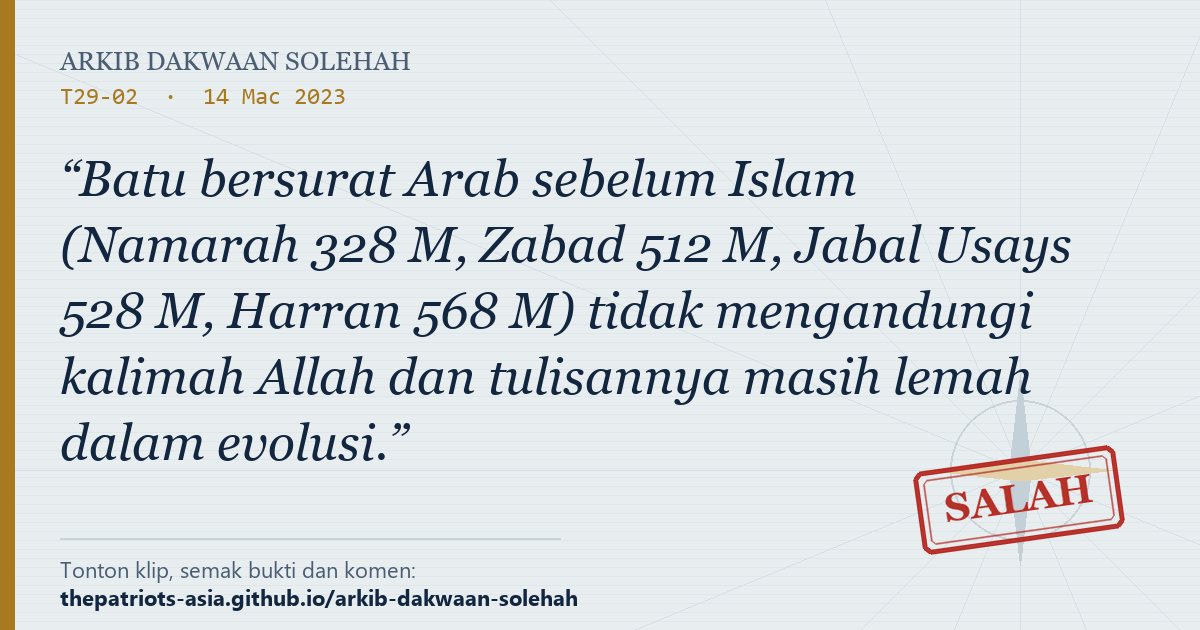 ARKIB DAKWAAN SOLEHAH
T29-02 · 14 Mac 2023
“Batu bersurat Arab sebelum Islam
(Namarah 328 M, Zabad 512 M, Jabal Usays
528 M, Harran 568 M) tidak mengandungi
kalimah Allah dan tulisannya masih lemah
dalam evolusi.”
SALAH
Tonton klip, semak bukti dan komen:
thepatriots-asia.github.io/arkib-dakwaan-solehah